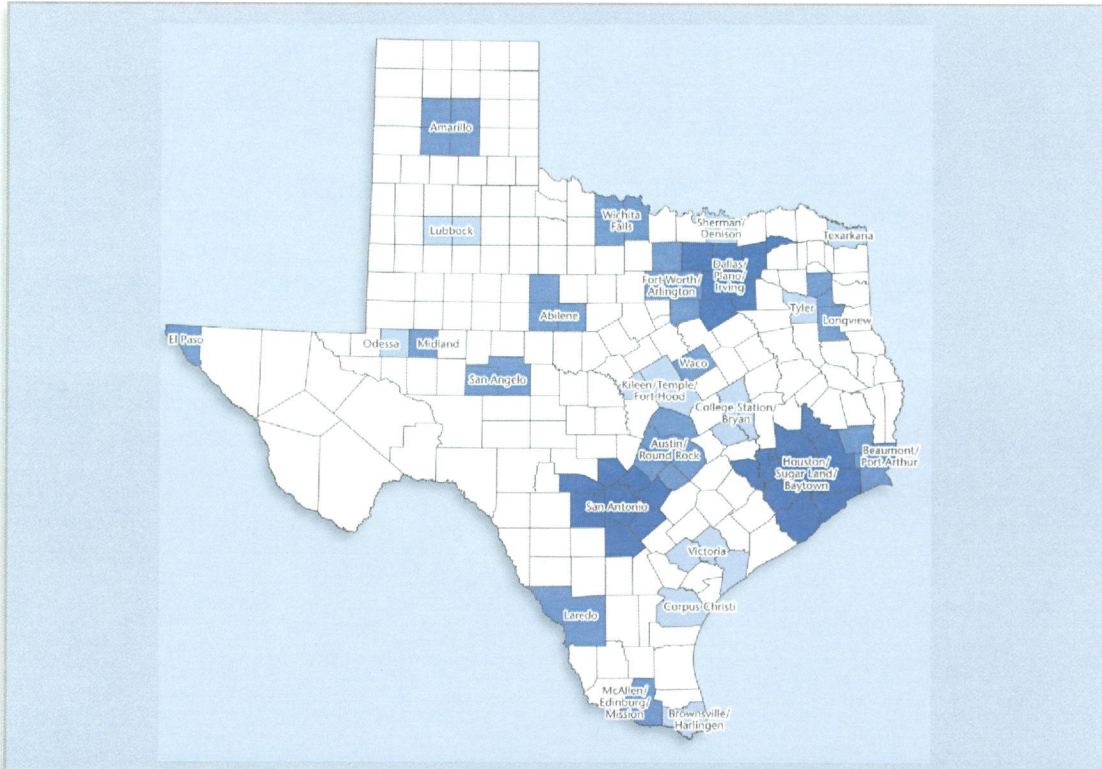 Amarillo
Lubbock
Wichita
Falls
Sherman/
Denison
Texarkana
Fort Worth/
Arlington
Dallas/
Plano/
Irving
Tyler
Longview
Abilene
El Paso
Odessa
Midland
San Angelo
Waco
Kileen/Temple/
Fort Hood
College Station/
Bryan
Austin/
Round Rock
Houston/
Sugar Land/
Baytown
Beaumont/
Port Arthur
San Antonio
Victoria
Laredo
Corpus Christi
McAllen/
Edinburg/
Mission
Brownsville/
Harlingen